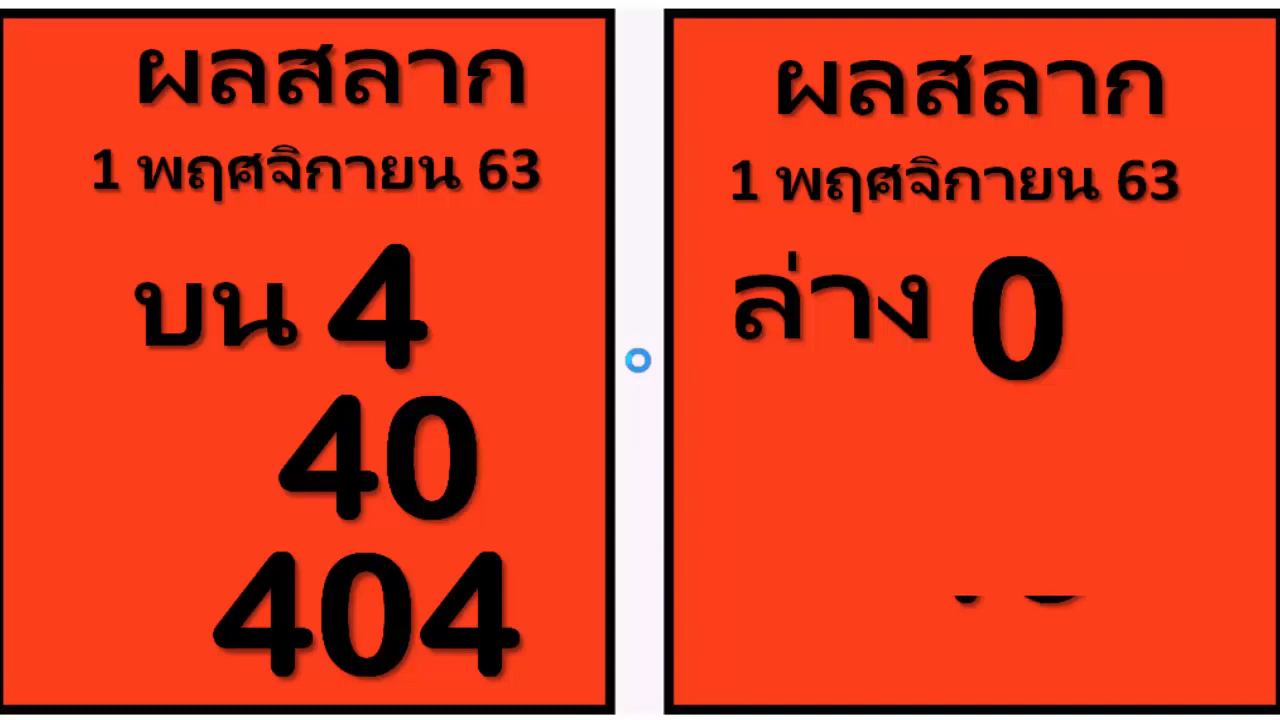 ผลสลาก
1 พฤศจิกายน 63
บน 4
40
404
ผลสลาก
1 พฤศจิกายน 63
ล่าง 0